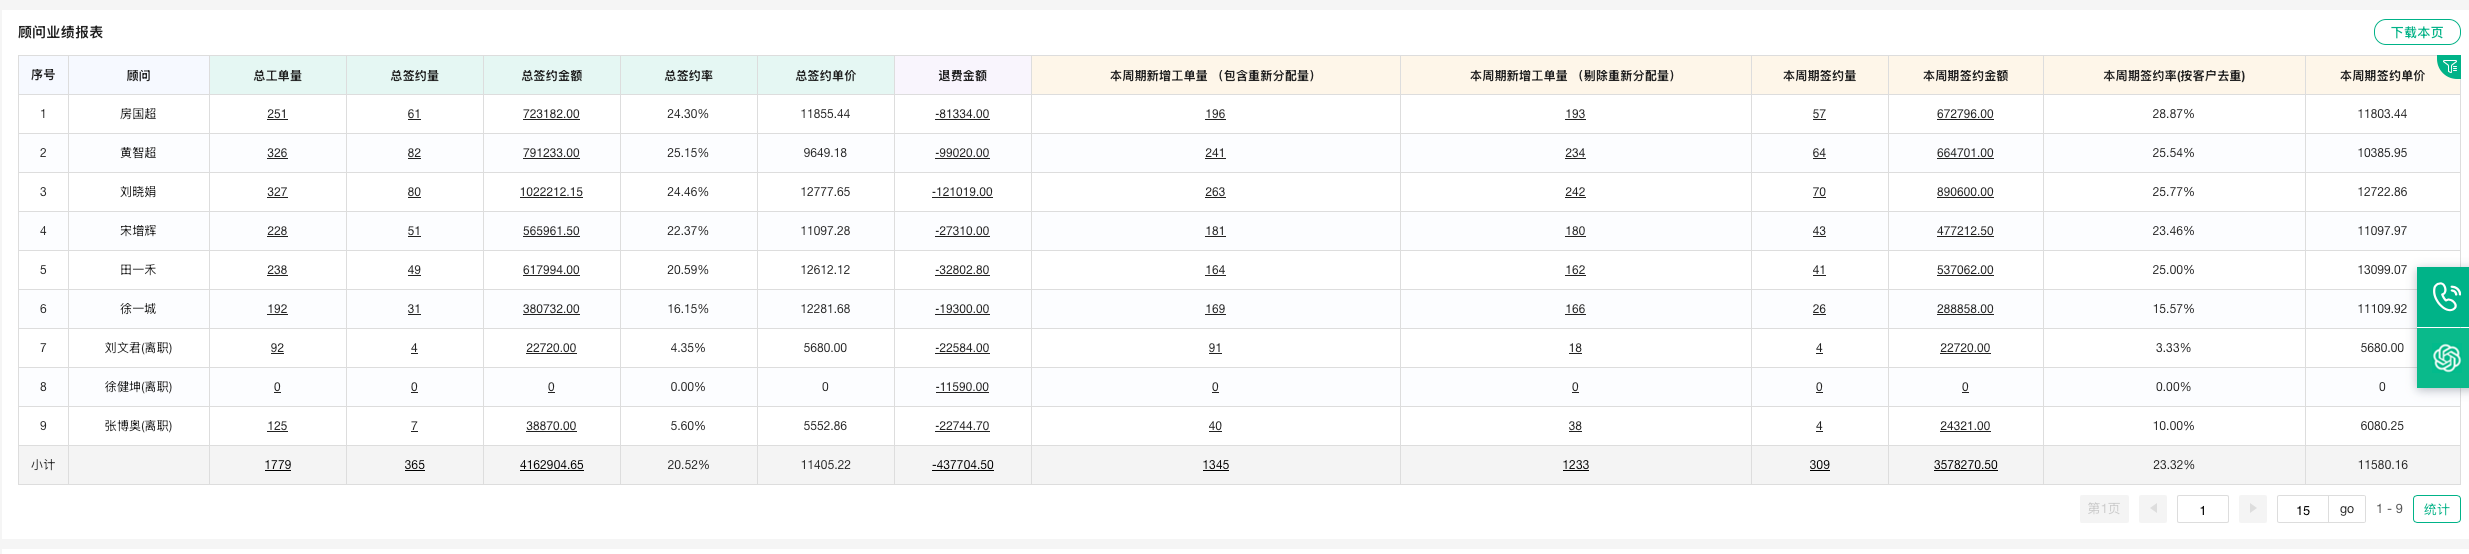 顾问业绩报表
下载本页
序号 顾问 总工单量 总签约量 总签约金额 总签约率 总签约单价 退费金额 本周期新增工单量 （包含重新分配量） 本周期新增工单量 （剔除重新分配量） 本周期签约量 本周期签约金额 本周期签约率(按客户去重) 本周期签约单价
1 房国超 251 61 723182.00 24.30% 11855.44 -81334.00 196 193 57 672796.00 28.87% 11803.44
2 黄智超 326 82 791233.00 25.15% 9649.18 -99020.00 241 234 64 664701.00 25.54% 10385.95
3 刘晓娟 327 80 1022212.15 24.46% 12777.65 -121019.00 263 242 70 890600.00 25.77% 12722.86
4 宋增辉 228 51 565961.50 22.37% 11097.28 -27310.00 181 180 43 477212.50 23.46% 11097.97
5 田一禾 238 49 617994.00 20.59% 12612.12 -32802.80 164 162 41 537062.00 25.00% 13099.07
6 徐一城 192 31 380732.00 16.15% 12281.68 -19300.00 169 166 26 288858.00 15.57% 11109.92
7 刘文君(离职) 92 4 22720.00 4.35% 5680.00 -22584.00 91 18 4 22720.00 3.33% 5680.00
8 徐健坤(离职) 0 0 0 0.00% 0 -11590.00 0 0 0 0 0.00% 0
9 张博奥(离职) 125 7 38870.00 5.60% 5552.86 -22744.70 40 38 4 24321.00 10.00% 6080.25
小计 1779 365 4162904.65 20.52% 11405.22 -437704.50 1345 1233 309 3578270.50 23.32% 11580.16
第1页 1 15 go 1 - 9 统计